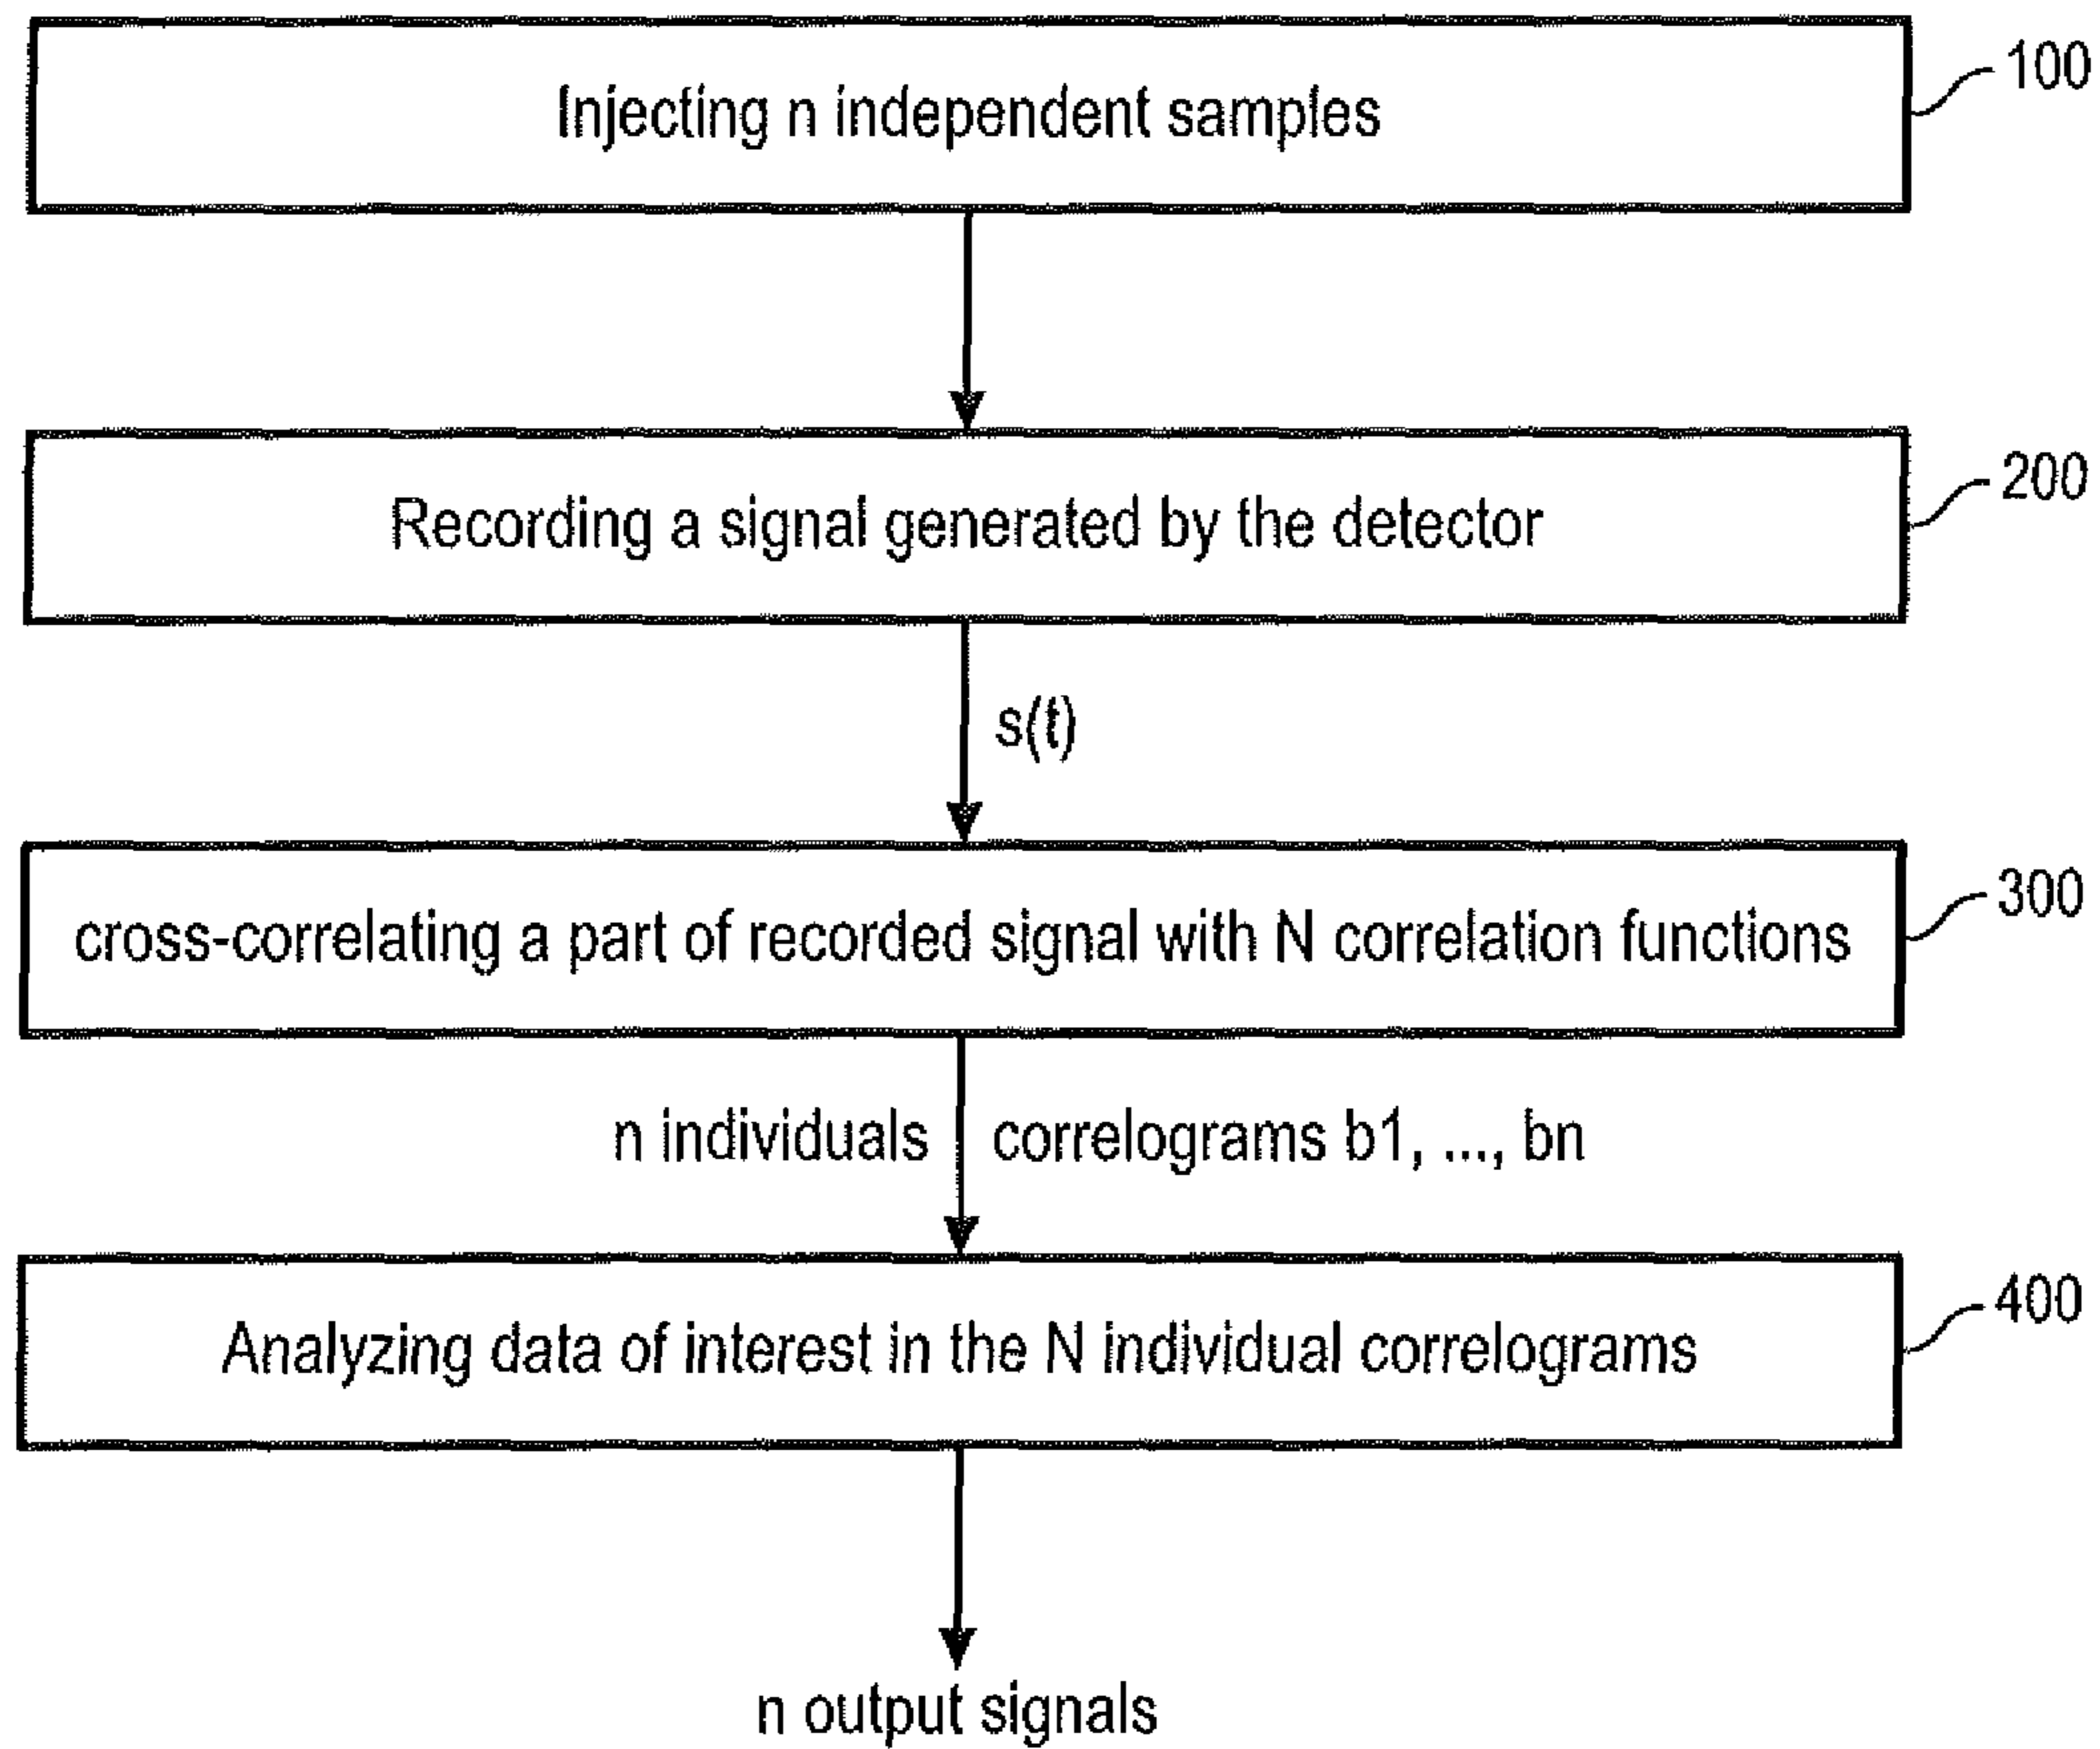 Injecting n independent samples
100
Recording a signal generated by the detector
200
s(t)
cross-correlating a part of recorded signal with N correlation functions
300
n individuals correlograms b1, ..., bn
Analyzing data of interest in the N individual correlograms
400
n output signals